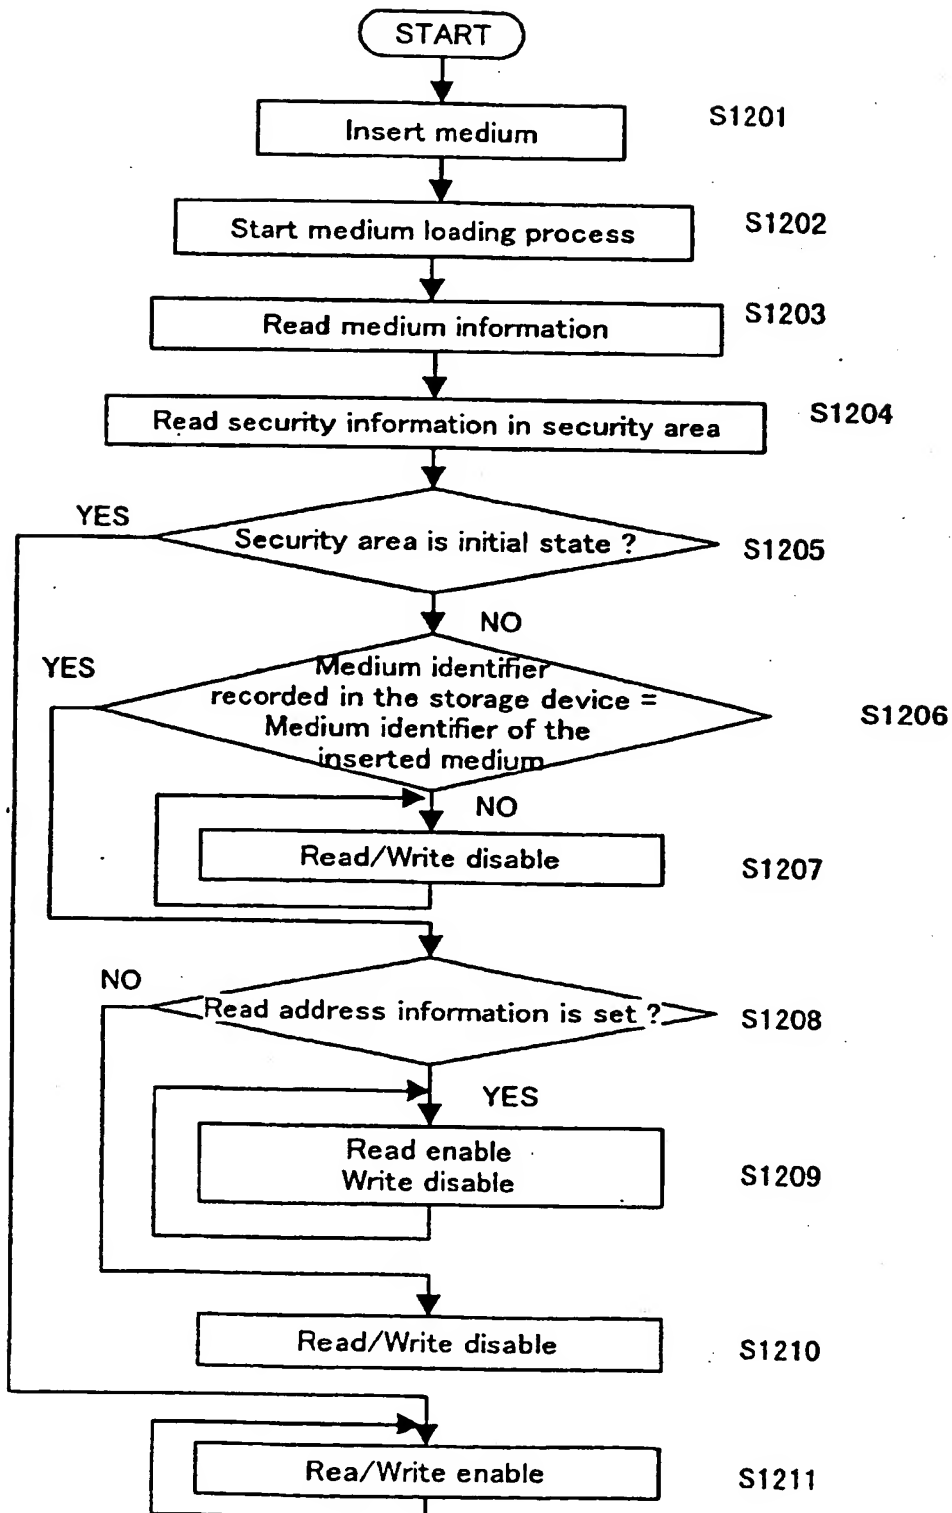 START
Insert medium
S1201
Start medium loading process
S1202
Read medium information
S1203
Read security information in security area
S1204
YES
Security area is initial state ?
S1205
NO
YES
Medium identifier
recorded in the storage device =
Medium identifier of the
inserted medium
S1206
NO
Read/Write disable
S1207
NO
Read address information is set ?
S1208
YES
Read enable
Write disable
S1209
Read/Write disable
S1210
Rea/Write enable
S1211